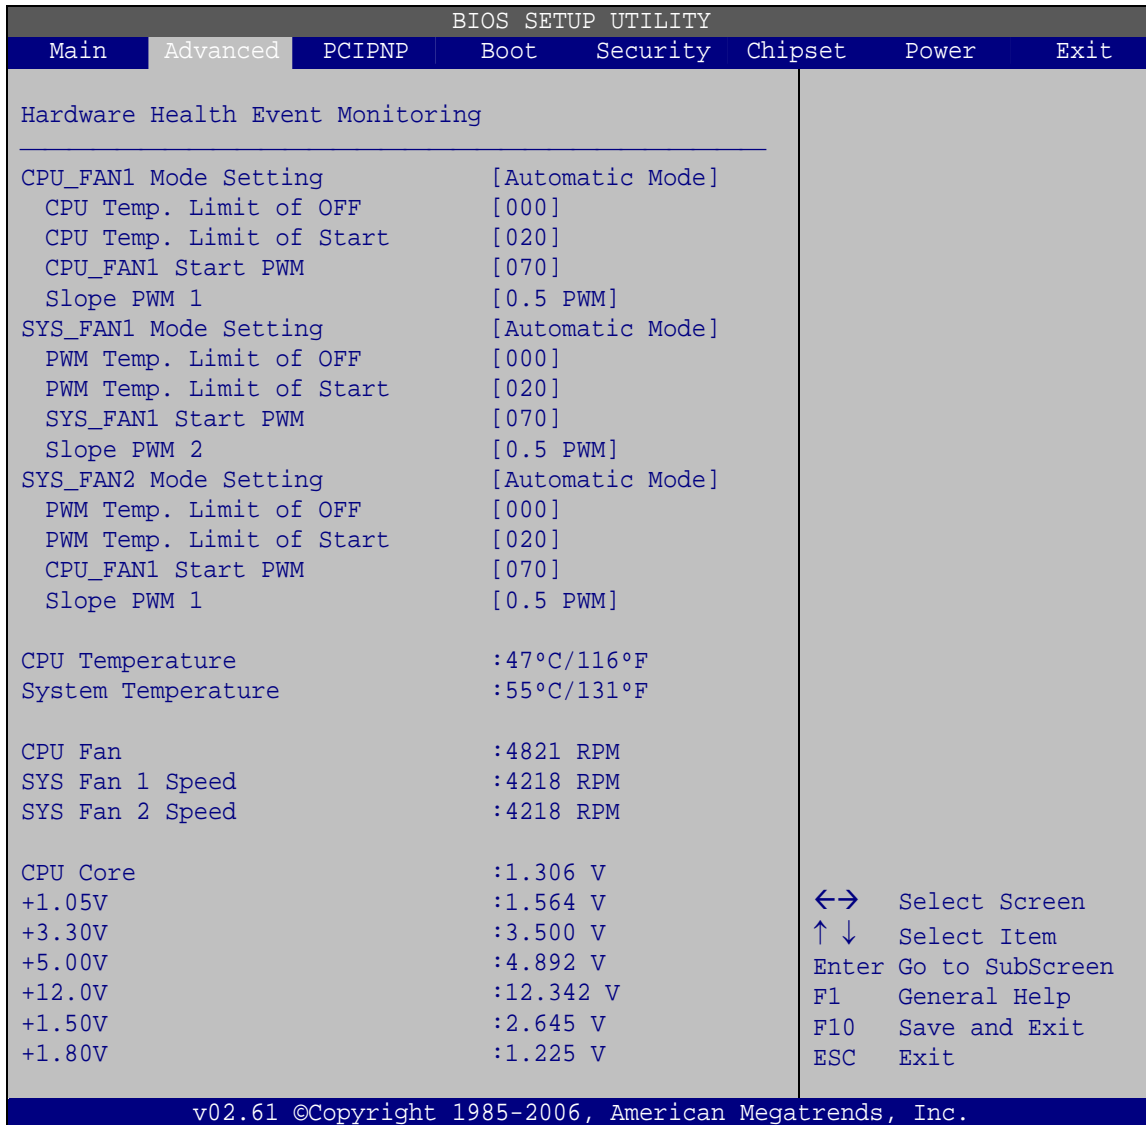 BIOS SETUP UTILITY
Main Advanced PCIPNP Boot Security Chipset Power Exit
Hardware Health Event Monitoring
CPU_FAN1 Mode Setting [Automatic Mode]
CPU Temp. Limit of OFF [000]
CPU Temp. Limit of Start [020]
CPU_FAN1 Start PWM [070]
Slope PWM 1 [0.5 PWM]
SYS_FAN1 Mode Setting [Automatic Mode]
PWM Temp. Limit of OFF [000]
PWM Temp. Limit of Start [020]
SYS_FAN1 Start PWM [070]
Slope PWM 2 [0.5 PWM]
SYS_FAN2 Mode Setting [Automatic Mode]
PWM Temp. Limit of OFF [000]
PWM Temp. Limit of Start [020]
CPU_FAN1 Start PWM [070]
Slope PWM 1 [0.5 PWM]
CPU Temperature :47ºC/116ºF
System Temperature :55ºC/131ºF
CPU Fan :4821 RPM
SYS Fan 1 Speed :4218 RPM
SYS Fan 2 Speed :4218 RPM
CPU Core :1.306 V
+1.05V :1.564 V
+3.30V :3.500 V
+5.00V :4.892 V
+12.0V :12.342 V
+1.50V :2.645 V
+1.80V :1.225 V
←→ Select Screen
↑ ↓ Select Item
Enter Go to SubScreen
F1 General Help
F10 Save and Exit
ESC Exit
v02.61 ©Copyright 1985-2006, American Megatrends, Inc.